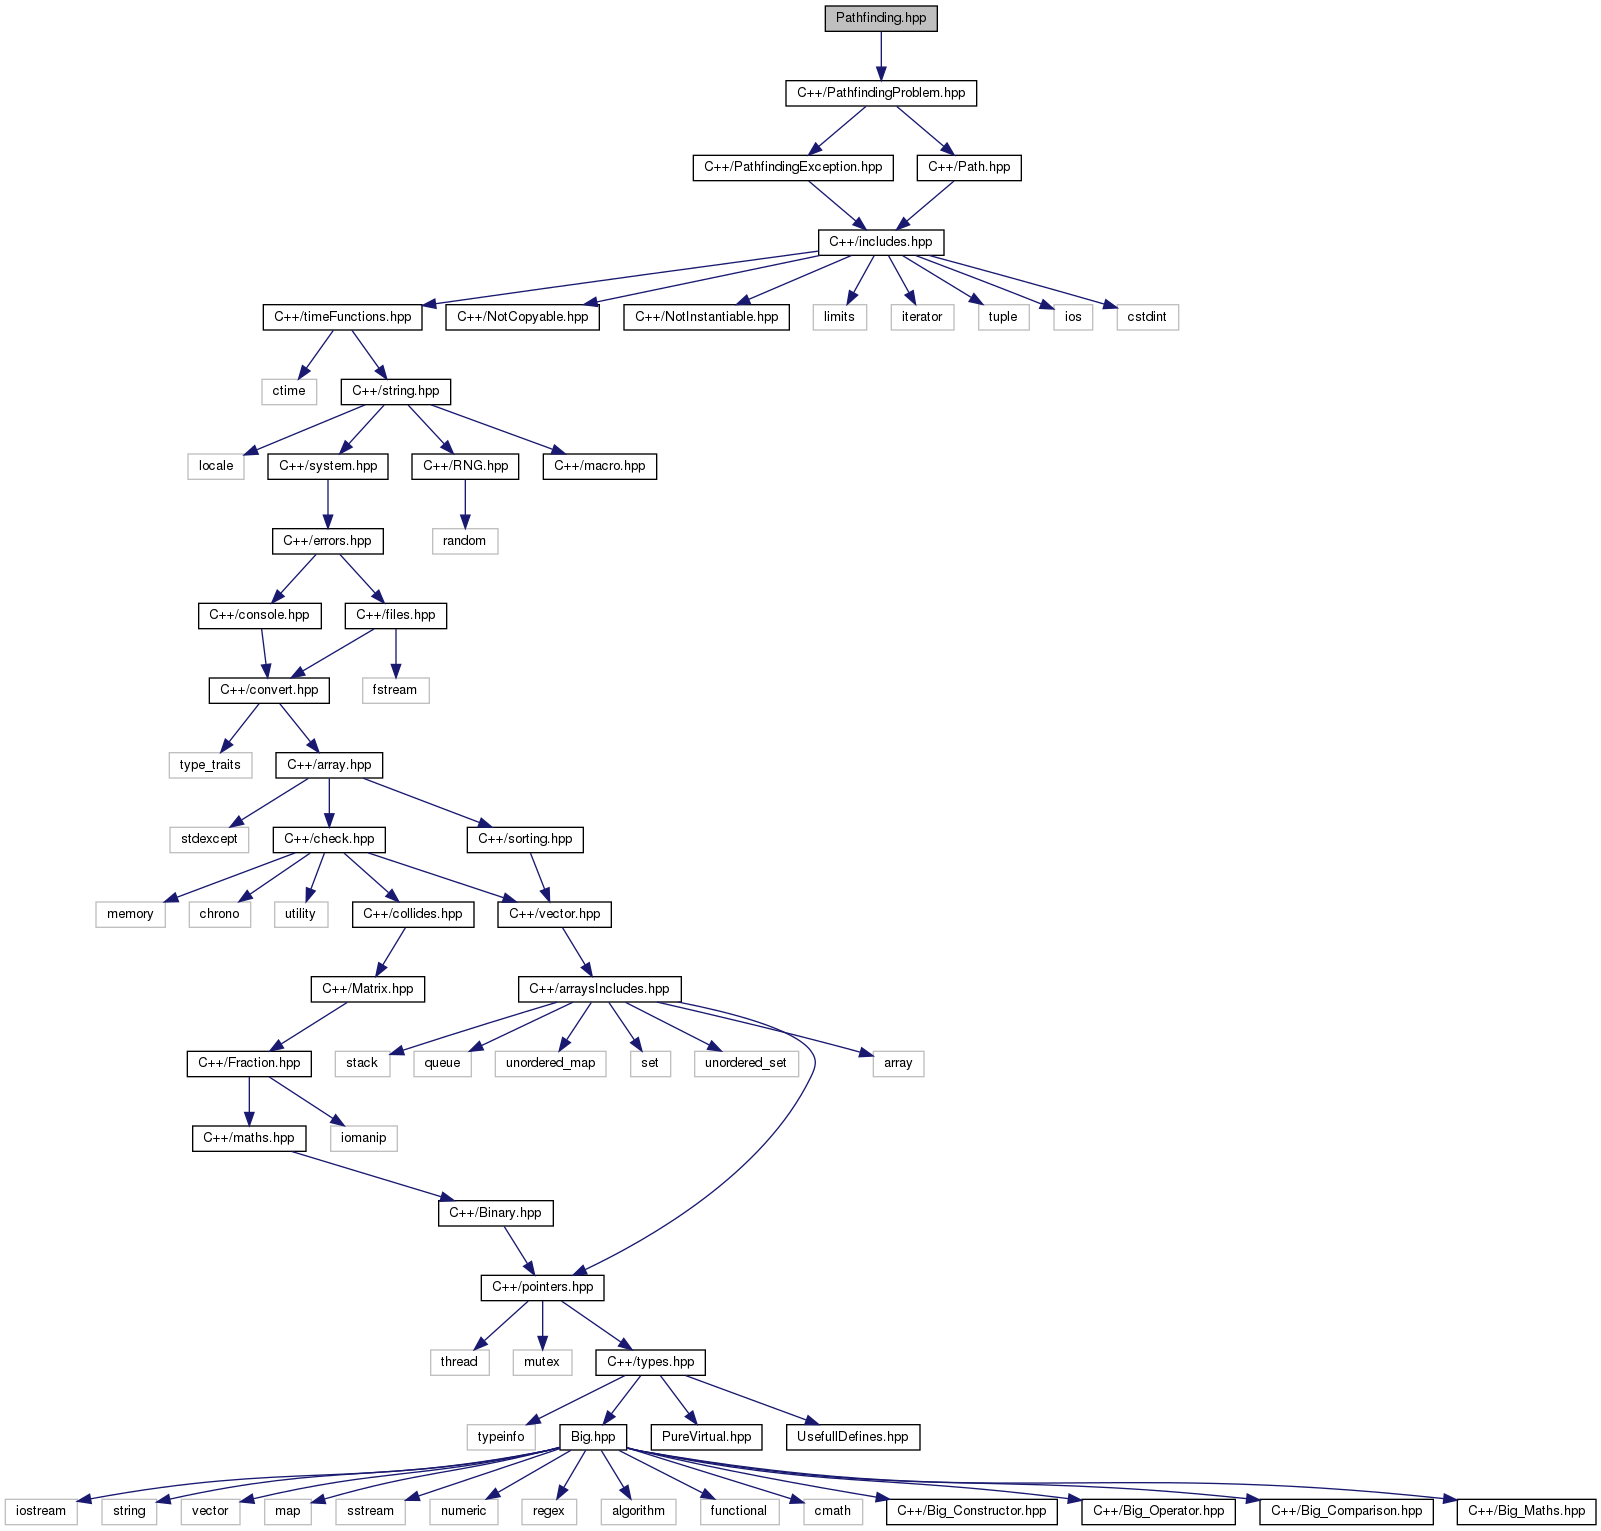 Pathfinding.hpp
C++/PathfindingProblem.hpp
C++/PathfindingException.hpp
C++/Path.hpp
C++/includes.hpp
C++/timeFunctions.hpp
C++/NotCopyable.hpp
C++/NotInstantiable.hpp
limits
iterator
tuple
ios
cstdint
ctime
C++/string.hpp
locale
C++/system.hpp
C++/RNG.hpp
C++/macro.hpp
C++/errors.hpp
random
C++/console.hpp
C++/files.hpp
C++/convert.hpp
fstream
type_traits
C++/array.hpp
stdexcept
C++/check.hpp
C++/sorting.hpp
memory
chrono
utility
C++/collides.hpp
C++/vector.hpp
C++/Matrix.hpp
C++/arraysIncludes.hpp
C++/Fraction.hpp
stack
queue
unordered_map
set
unordered_set
array
C++/maths.hpp
iomanip
C++/Binary.hpp
C++/pointers.hpp
thread
mutex
C++/types.hpp
typeinfo
Big.hpp
PureVirtual.hpp
UsefullDefines.hpp
iostream
string
vector
map
sstream
numeric
regex
algorithm
functional
cmath
C++/Big_Constructor.hpp
C++/Big_Operator.hpp
C++/Big_Comparison.hpp
C++/Big_Maths.hpp